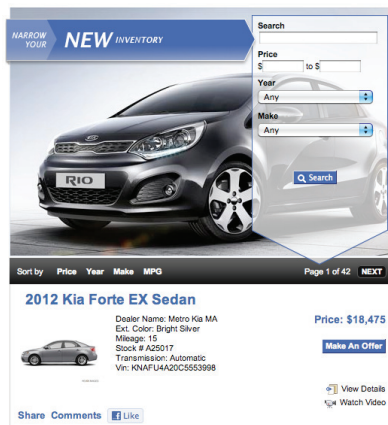 NARROW YOUR NEW INVENTORY
Search
Price
$ to $
Year
Any
Make
Any
Search
RIO
Sort by Price Year Make MPG Page 1 of 42 NEXT
2012 Kia Forte EX Sedan
Dealer Name: Metro Kia MA
Ext. Color: Bright Silver
Mileage: 15
Stock # A25017
Transmission: Automatic
Vin: KNAFU4A20C5553998
Price: $18,475
Make An Offer
View Details
Watch Video
Share Comments Like